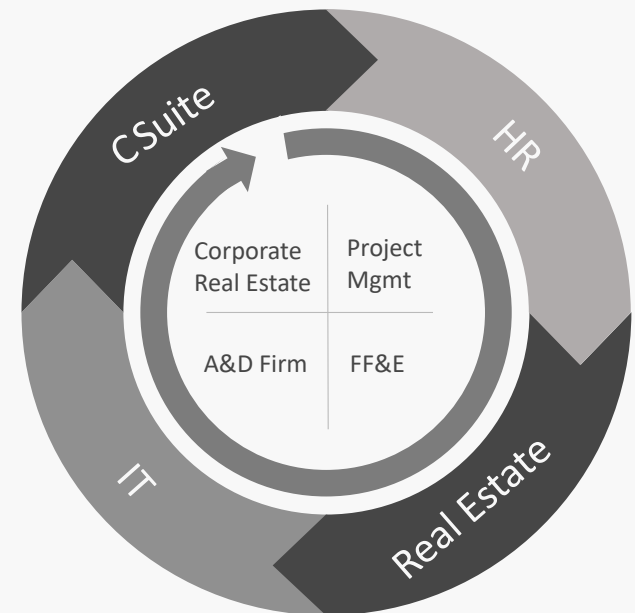 CSuite
HR
Corporate
Real Estate
Project
Mgmt
A&D Firm
FF&E
IT
Real Estate